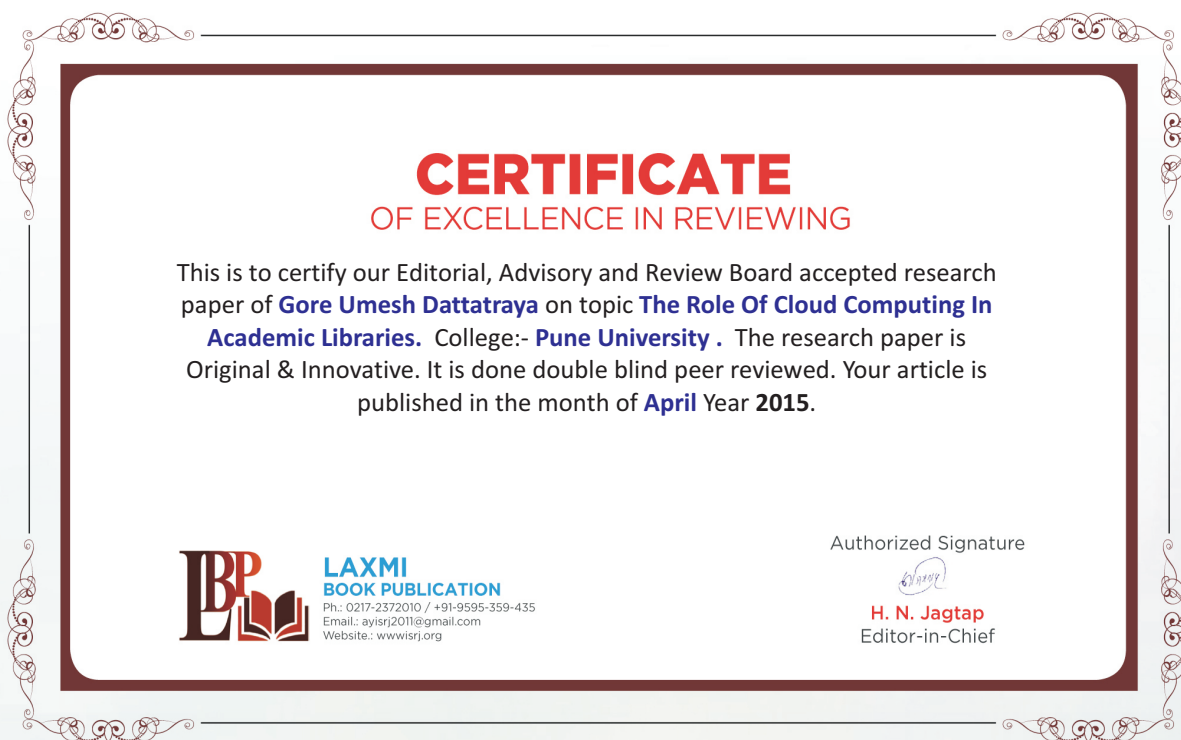 CERTIFICATE
OF EXCELLENCE IN REVIEWING
This is to certify our Editorial, Advisory and Review Board accepted research
paper of Gore Umesh Dattatraya on topic The Role Of Cloud Computing In
Academic Libraries. College:- Pune University . The research paper is
Original & Innovative. It is done double blind peer reviewed. Your article is
published in the month of April Year 2015.
LBP
LAXMI
BOOK PUBLICATION
Ph.: 0217-2372010 / +91-9595-359-435
Email.: ayisrj2011@gmail.com
Website.: wwwisrj.org
Authorized Signature
H. N. Jagtap
Editor-in-Chief